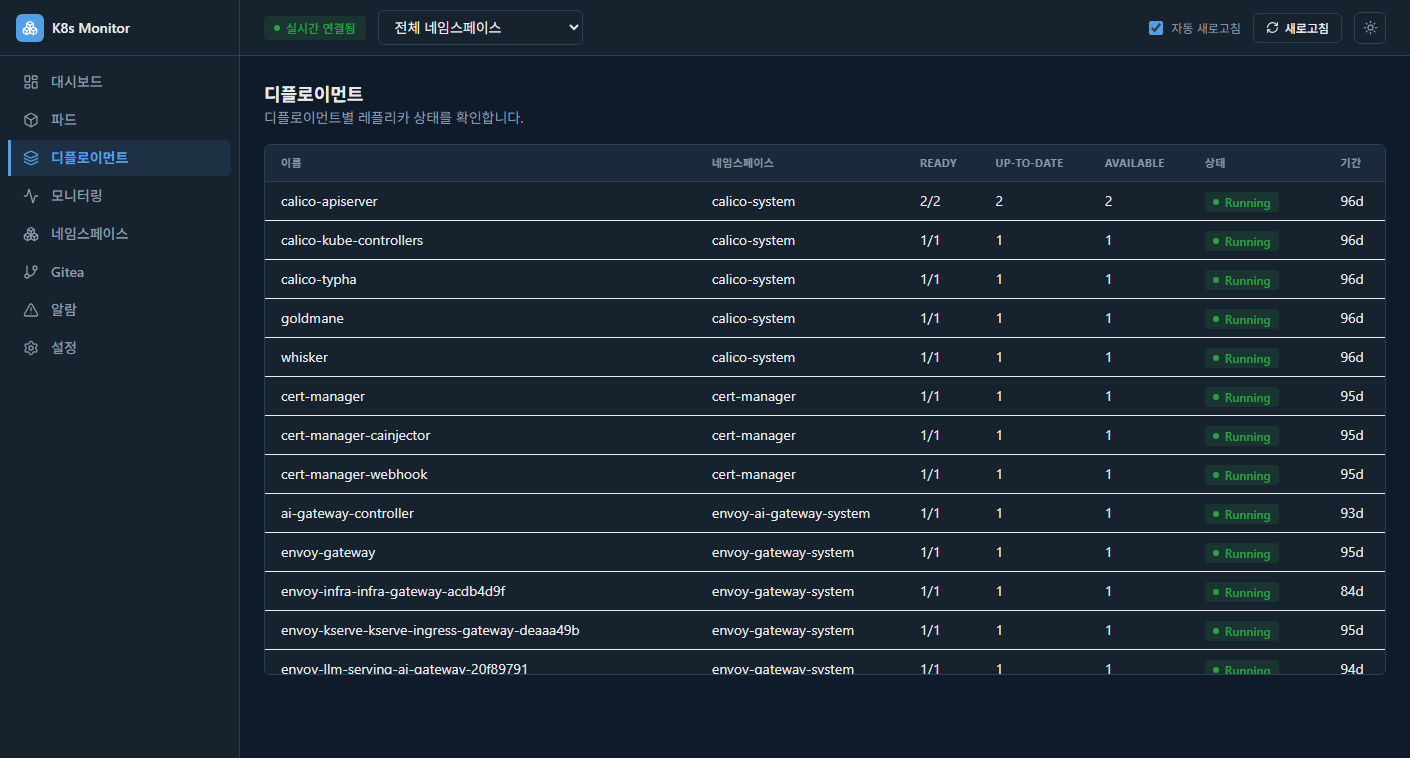 K8s Monitor
실시간 연결됨
전체 네임스페이스
자동 새로고침
새로고침
대시보드
파드
디플로이먼트
모니터링
네임스페이스
Gitea
알람
설정
디플로이먼트
디플로이먼트별 레플리카 상태를 확인합니다.
이름 네임스페이스 READY UP-TO-DATE AVAILABLE 상태 기간
calico-apiserver calico-system 2/2 2 2 Running 96d
calico-kube-controllers calico-system 1/1 1 1 Running 96d
calico-typha calico-system 1/1 1 1 Running 96d
goldmane calico-system 1/1 1 1 Running 96d
whisker calico-system 1/1 1 1 Running 96d
cert-manager cert-manager 1/1 1 1 Running 95d
cert-manager-cainjector cert-manager 1/1 1 1 Running 95d
cert-manager-webhook cert-manager 1/1 1 1 Running 95d
ai-gateway-controller envoy-ai-gateway-system 1/1 1 1 Running 93d
envoy-gateway envoy-gateway-system 1/1 1 1 Running 95d
envoy-infra-infra-gateway-acdb4d9f envoy-gateway-system 1/1 1 1 Running 84d
envoy-kserve-kserve-ingress-gateway-deaaa49b envoy-gateway-system 1/1 1 1 Running 95d
envoy-llm-serving-ai-gateway-20f89791 envoy-gateway-system 1/1 1 1 Running 94d